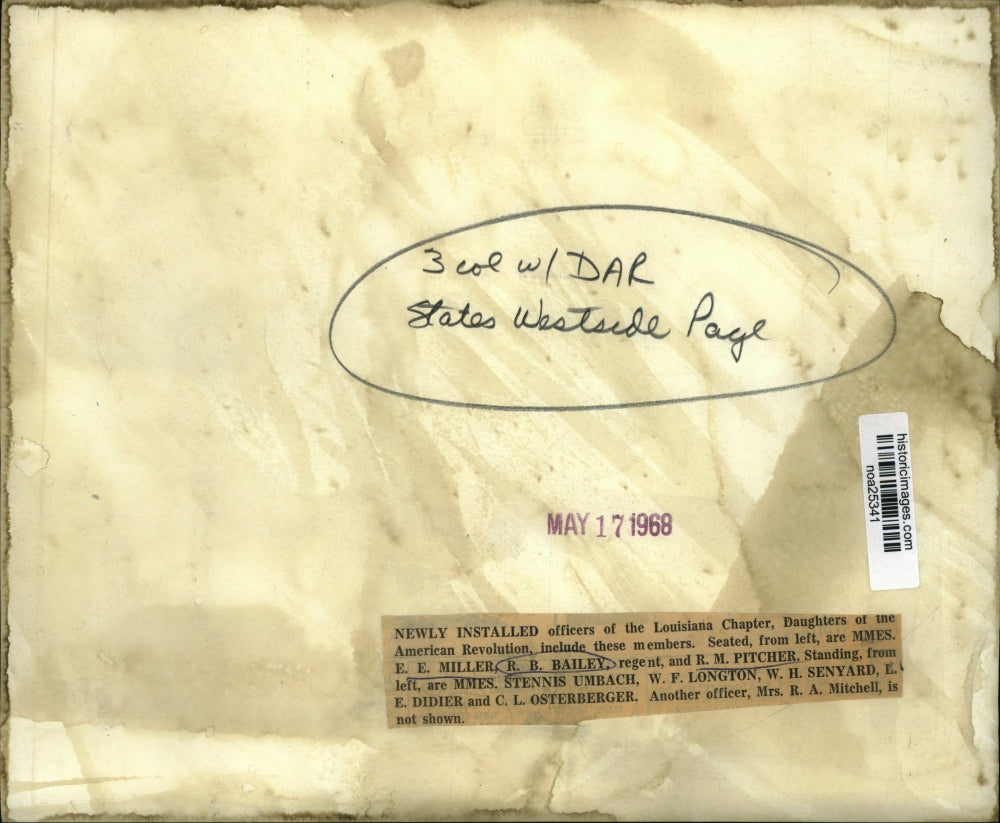 3 col w/ DAR
States Westside Page
historicimages.com
noa25341
MAY 17 1968
NEWLY INSTALLED officers of the Louisiana Chapter, Daughters of the
American Revolution, include these members. Seated, from left, are MMES.
E. E. MILLER, R. B. BAILEY, regent, and R. M. PITCHER. Standing, from
left, are MMES. STENNIS UMBACH, W. F. LONGTON, W. H. SENYARD, E.
E. DIDIER and C. L. OSTERBERGER. Another officer, Mrs. R. A. Mitchell, is
not shown.